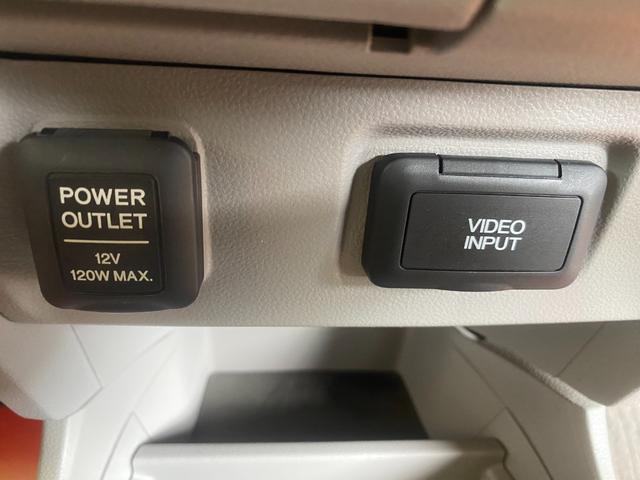 POWER
OUTLET
12V
120W MAX.
VIDEO
INPUT